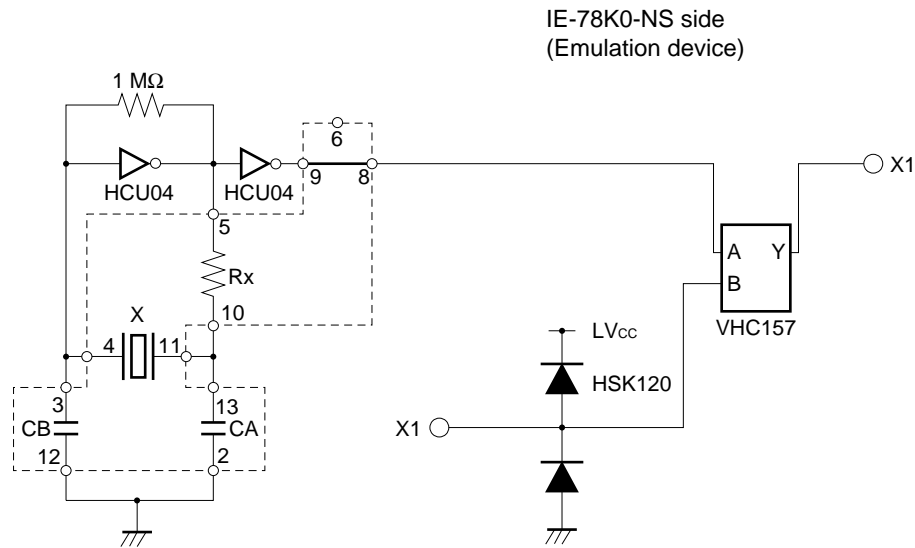 IE-78K0-NS side
(Emulation device)
1 MΩ
6
HCU04
HCU04
9
8
X1
5
A
Y
B
Rx
VHC157
10
X
LVCC
4
11
HSK120
3
13
CB
CA
X1
12
2